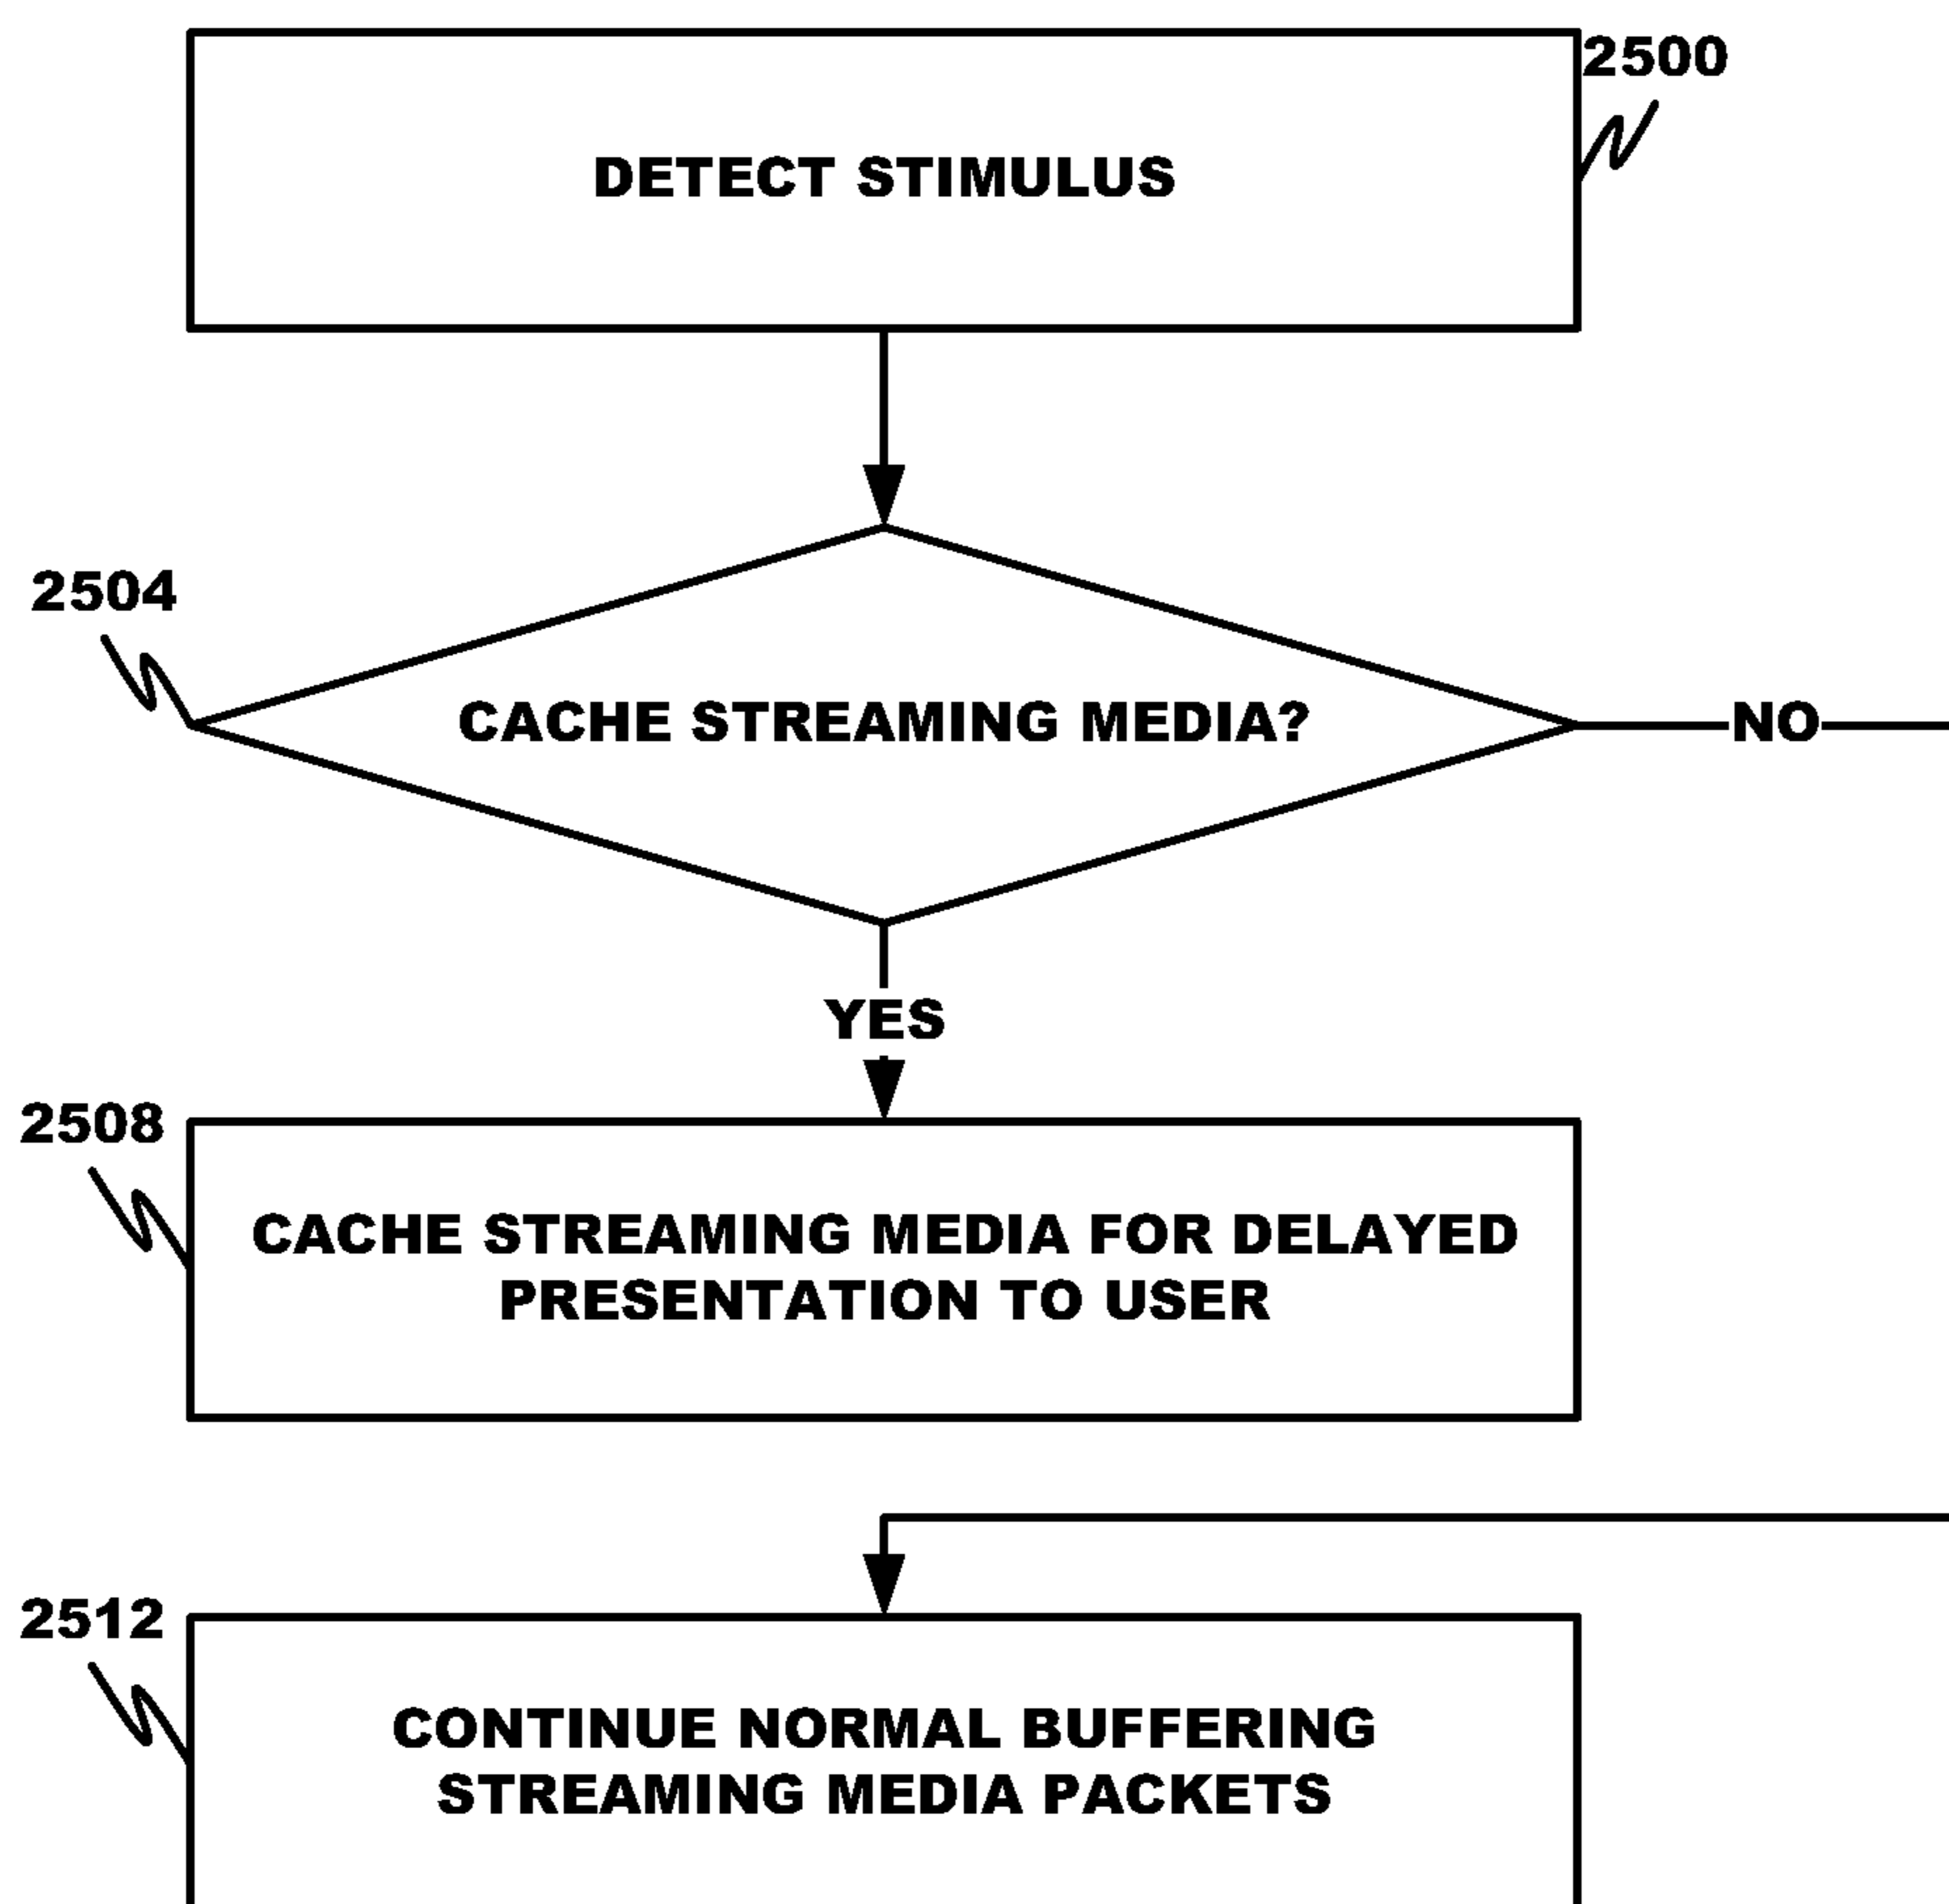 2500
DETECT STIMULUS
2504
CACHE STREAMING MEDIA?
NO
YES
2508
CACHE STREAMING MEDIA FOR DELAYED
PRESENTATION TO USER
2512
CONTINUE NORMAL BUFFERING
STREAMING MEDIA PACKETS